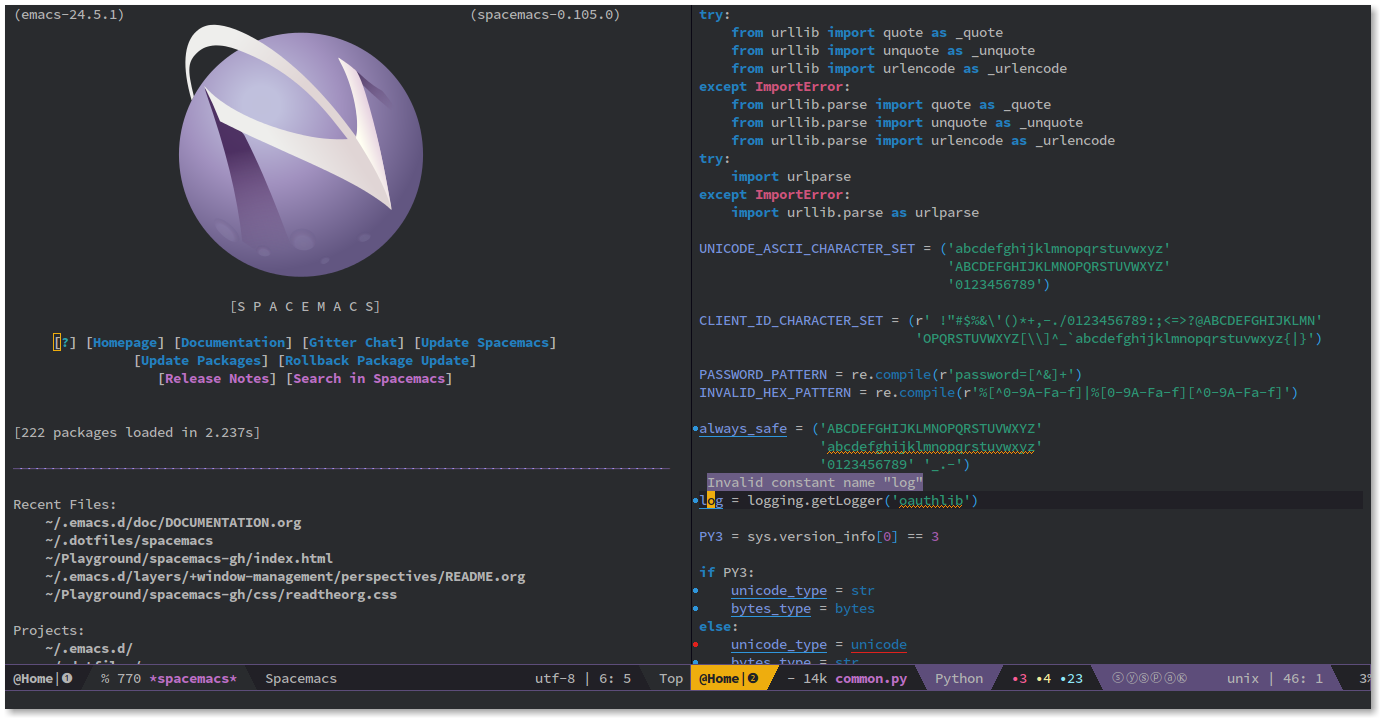 (emacs-24.5.1) (spacemacs-0.105.0)
[S P A C E M A C S]
[?] [Homepage] [Documentation] [Gitter Chat] [Update Spacemacs]
[Update Packages] [Rollback Package Update]
[Release Notes] [Search in Spacemacs]
[222 packages loaded in 2.237s]
Recent Files:
~/.emacs.d/doc/DOCUMENTATION.org
~/.dotfiles/spacemacs
~/Playground/spacemacs-gh/index.html
~/.emacs.d/layers/+window-management/perspectives/README.org
~/Playground/spacemacs-gh/css/readtheorg.css
Projects:
~/.emacs.d/
@Home|❶ % 770 *spacemacs* Spacemacs utf-8 | 6: 5 Top
try:
from urllib import quote as _quote
from urllib import unquote as _unquote
from urllib import urlencode as _urlencode
except ImportError:
from urllib.parse import quote as _quote
from urllib.parse import unquote as _unquote
from urllib.parse import urlencode as _urlencode
try:
import urlparse
except ImportError:
import urllib.parse as urlparse
UNICODE_ASCII_CHARACTER_SET = ('abcdefghijklmnopqrstuvwxyz'
'ABCDEFGHIJKLMNOPQRSTUVWXYZ'
'0123456789')
CLIENT_ID_CHARACTER_SET = (r' !"#$%&\'()*+,-./0123456789:;<=>?@ABCDEFGHIJKLMN'
'OPQRSTUVWXYZ[\\]^_`abcdefghijklmnopqrstuvwxyz{|}')
PASSWORD_PATTERN = re.compile(r'password=[^&]+')
INVALID_HEX_PATTERN = re.compile(r'%[^0-9A-Fa-f]|%[0-9A-Fa-f][^0-9A-Fa-f]')
always_safe = ('ABCDEFGHIJKLMNOPQRSTUVWXYZ'
'abcdefghijklmnopqrstuvwxyz'
'0123456789' '_.-')
Invalid constant name "log"
log = logging.getLogger('oauthlib')
PY3 = sys.version_info[0] == 3
if PY3:
unicode_type = str
bytes_type = bytes
else:
unicode_type = unicode
bytes_type = str
@Home|❷ - 14k common.py Python •3 •4 •23 ⓢⓨⓢⓟⓐⓚ unix | 46: 1 3%